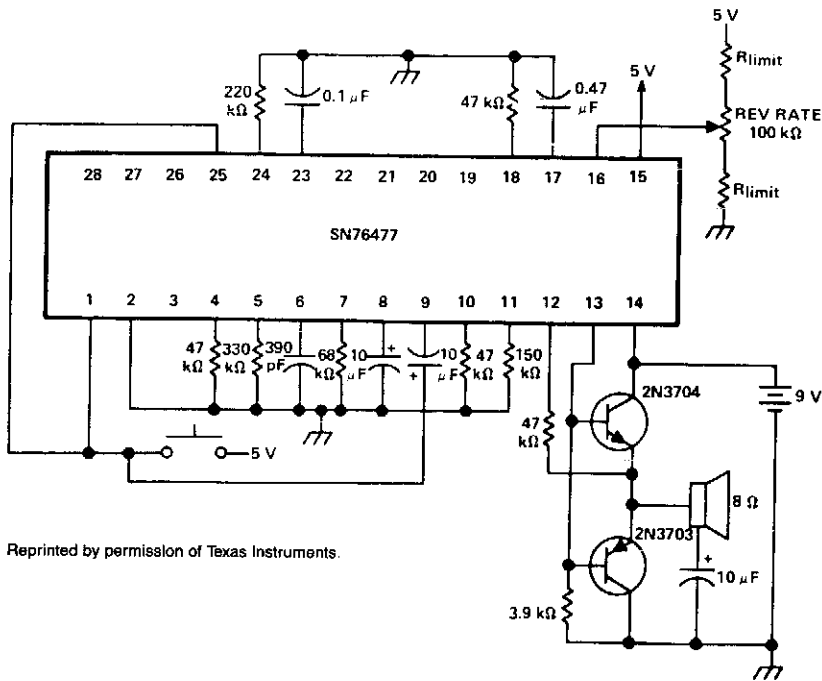 5 V
Rlimit
5 V
220 kΩ
0.1 μF
47 kΩ
0.47 μF
REV RATE
100 kΩ
Rlimit
28 27 26 25 24 23 22 21 20 19 18 17 16 15
SN76477
1 2 3 4 5 6 7 8 9 10 11 12 13 14
47 kΩ
330 kΩ
390 pF
68 kΩ
10 μF
+
10 μF
+
47 kΩ
150 kΩ
2N3704
9 V
47 kΩ
5 V
8 Ω
2N3703
+
10 μF
3.9 kΩ
Reprinted by permission of Texas Instruments.